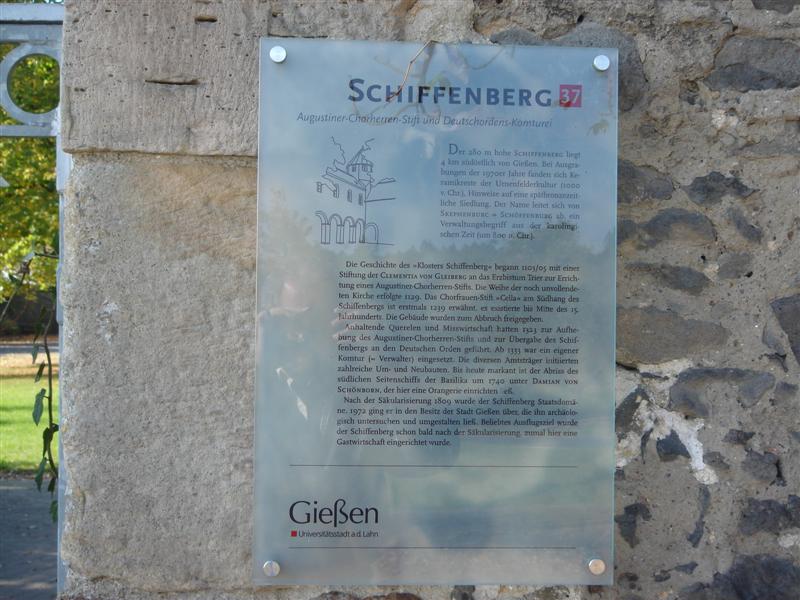 SCHIFFENBERG 37
Augustiner-Chorherren-Stift und Deutschordens-Komturei
Der 280 m hohe SCHIFFENBERG liegt
4 km südöstlich von Gießen. Bei Ausgra-
bungen der 1970er Jahre fanden sich Ke-
ramikreste der Urnenfelderkultur (1000
v. Chr.), Hinweise auf eine spätbronzezeit-
liche Siedlung. Der Name leitet sich von
SKEPHENBURG = SCHÖFFENBURG ab, ein
Verwaltungsbegriff aus der karolingi-
schen Zeit (um 800 n. Chr.).
Die Geschichte des »Klosters Schiffenberg« begann 1103/05 mit einer
Stiftung der CLEMENTIA VON GLEIBERG an das Erzbistum Trier zur Errich-
tung eines Augustiner-Chorherren-Stifts. Die Weihe der noch unvollende-
ten Kirche erfolgte 1129. Das Chorfrauen-Stift »Cella« am Südhang des
Schiffenbergs ist erstmals 1239 erwähnt, es existierte bis Mitte des 15.
Jahrhunderts. Die Gebäude wurden zum Abbruch freigegeben.
Anhaltende Querelen und Misswirtschaft hatten 1323 zur Aufhe-
bung des Augustiner-Chorherren-Stifts und zur Übergabe des Schif-
fenbergs an den Deutschen Orden geführt. Ab 1333 war ein eigener
Komtur (= Verwalter) eingesetzt. Die diversen Amtsträger initiierten
zahlreiche Um- und Neubauten. Bis heute markant ist der Abriss des
südlichen Seitenschiffs der Basilika um 1740 unter DAMIAN VON
SCHÖNBORN, der hier eine Orangerie einrichten eß.
Nach der Säkularisierung 1809 wurde der Schiffenberg Staatsdomä-
ne. 1972 ging er in den Besitz der Stadt Gießen über, die ihn archäolo-
gisch untersuchen und umgestalten ließ. Beliebtes Ausflugsziel wurde
der Schiffenberg schon bald nach der Säkularisierung, zumal hier eine
Gastwirtschaft eingerichtet wurde.
Gießen
Universitätsstadt a.d. Lahn